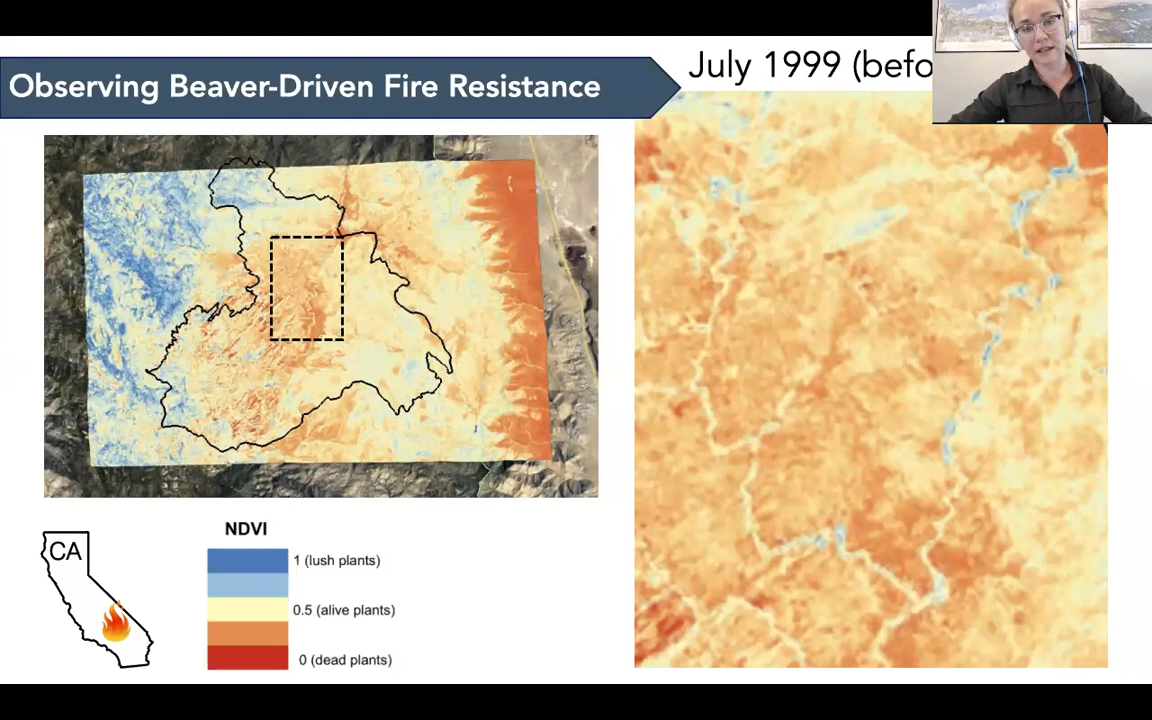 Observing Beaver-Driven Fire Resistance
July 1999 (befo
CA
NDVI
1 (lush plants)
0.5 (alive plants)
0 (dead plants)